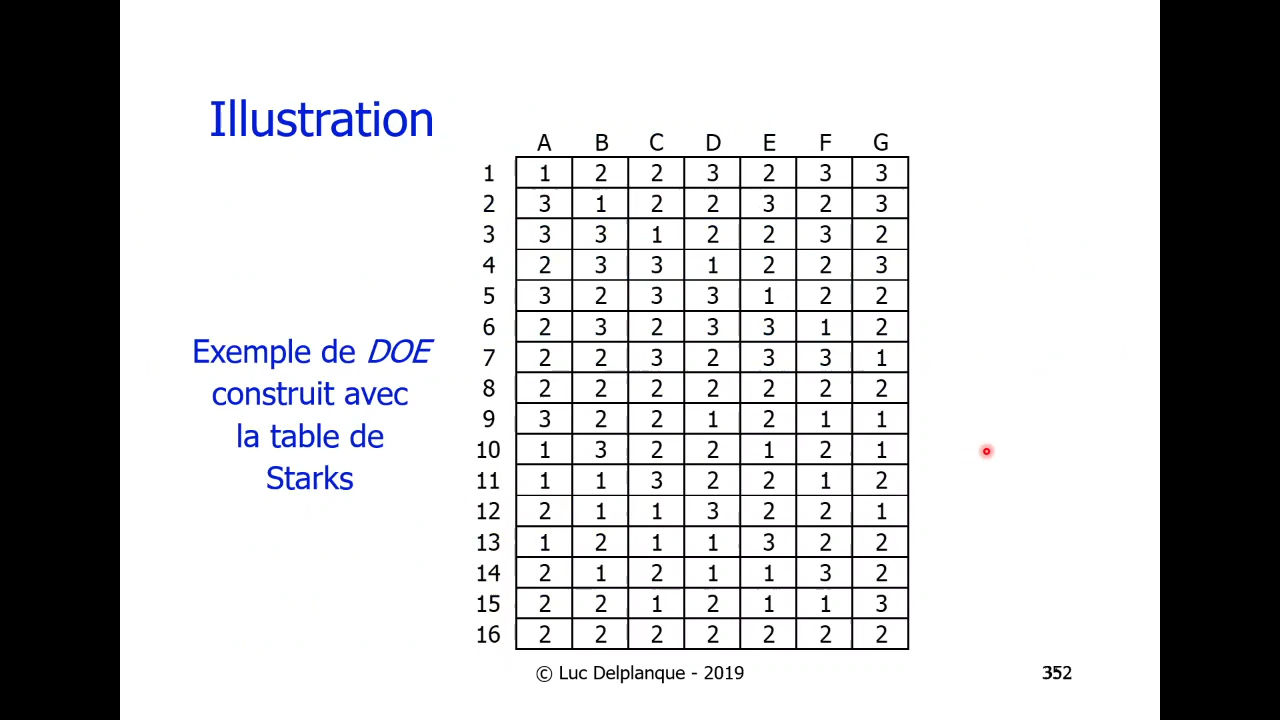 Illustration
A B C D E F G
1 1 2 2 3 2 3 3
2 3 1 2 2 3 2 3
3 3 3 1 2 2 3 2
4 2 3 3 1 2 2 3
5 3 2 3 3 1 2 2
6 2 3 2 3 3 1 2
7 2 2 3 2 3 3 1
8 2 2 2 2 2 2 2
9 3 2 2 1 2 1 1
10 1 3 2 2 1 2 1
11 1 1 3 2 2 1 2
12 2 1 1 3 2 2 1
13 1 2 1 1 3 2 2
14 2 1 2 1 1 3 2
15 2 2 1 2 1 1 3
16 2 2 2 2 2 2 2
Exemple de DOE
construit avec
la table de
Starks
© Luc Delplanque - 2019
352